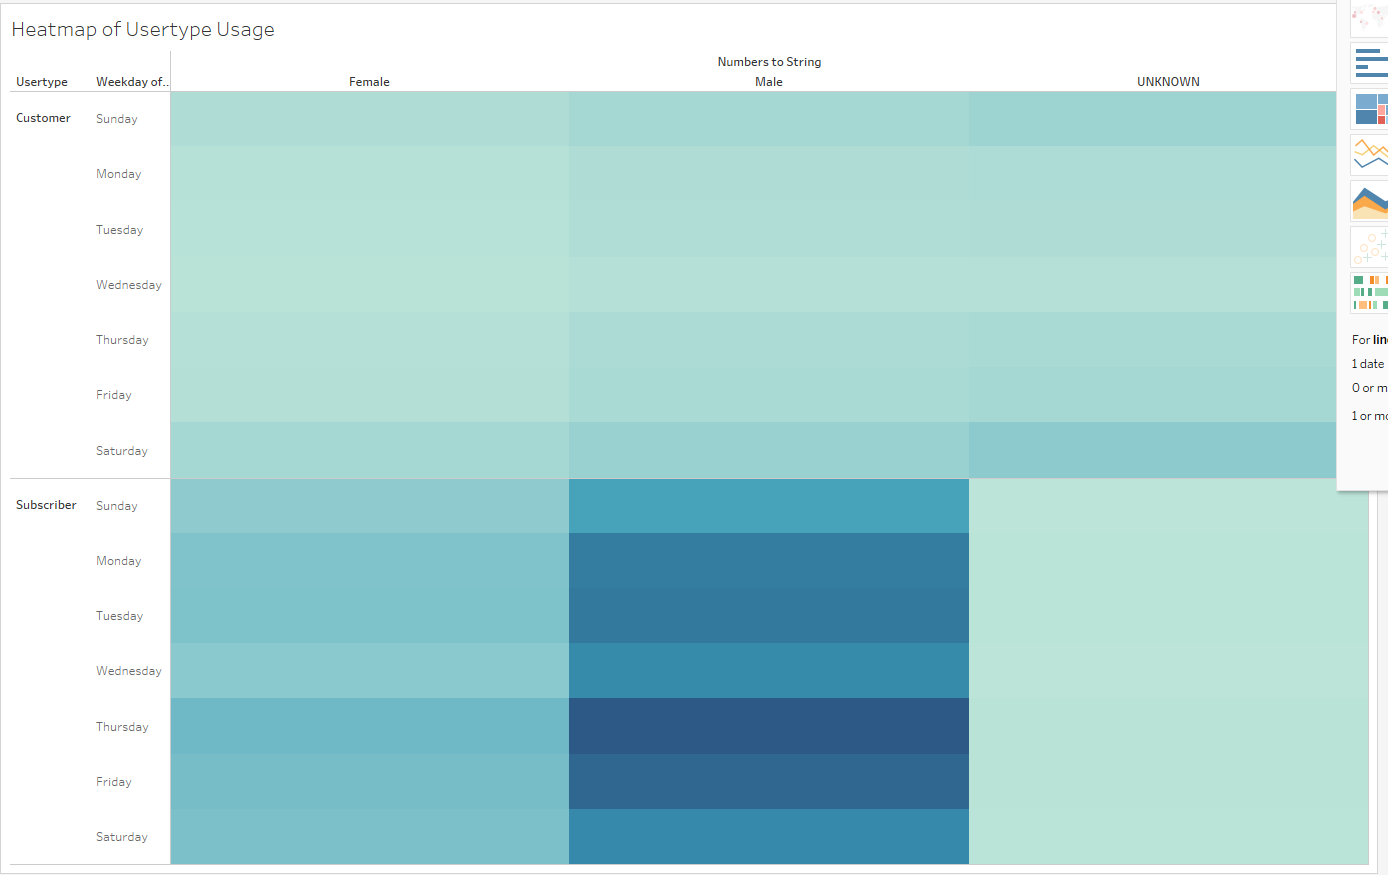 Heatmap of Usertype Usage
Numbers to String
Usertype Weekday of.. Female Male UNKNOWN
Customer Sunday
Monday
Tuesday
Wednesday
Thursday
Friday
Saturday
Subscriber Sunday
Monday
Tuesday
Wednesday
Thursday
Friday
Saturday
For
1 date
0 or
1 or